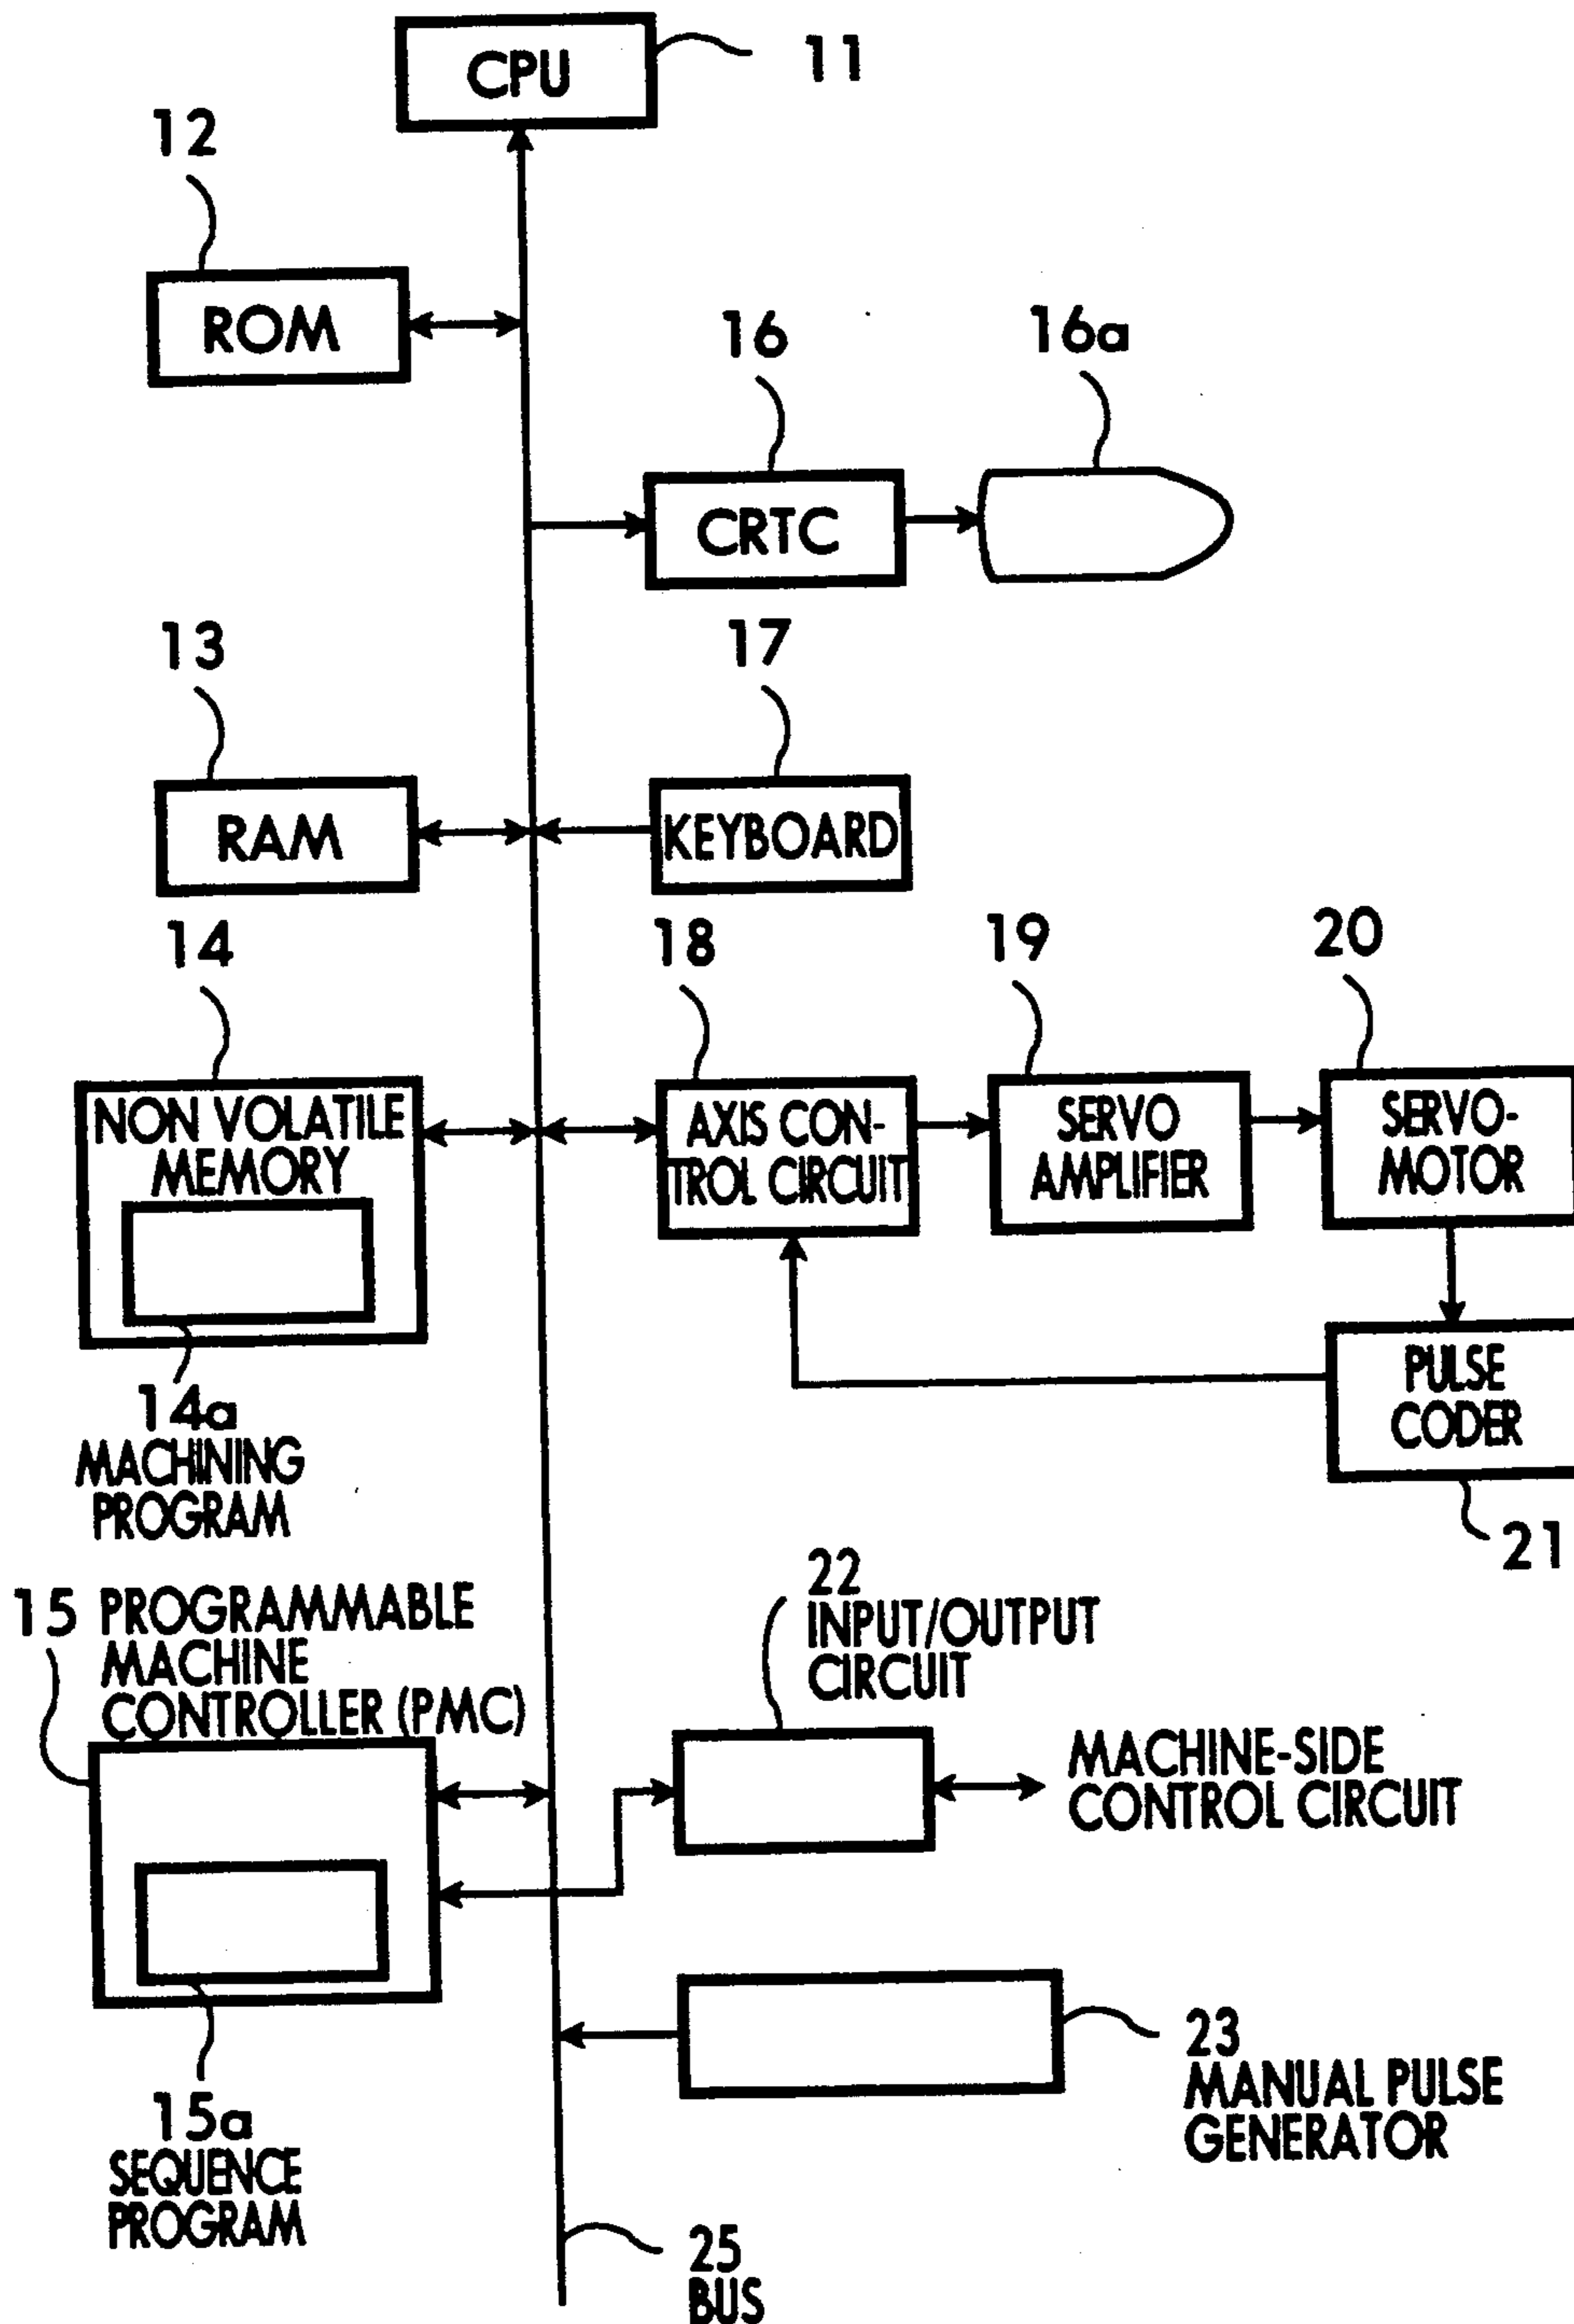 CPU
11
12
ROM
16
16a
CRTC
13
17
RAM
KEYBOARD
14
18
19
20
NON VOLATILE
MEMORY
AXIS CON-
TROL CIRCUIT
SERVO
AMPLIFIER
SERVO-
MOTOR
14a
MACHINING
PROGRAM
PULSE
CODER
21
15 PROGRAMMABLE
MACHINE
CONTROLLER (PMC)
22
INPUT/OUTPUT
CIRCUIT
MACHINE-SIDE
CONTROL CIRCUIT
15a
SEQUENCE
PROGRAM
23
MANUAL PULSE
GENERATOR
25
BUS